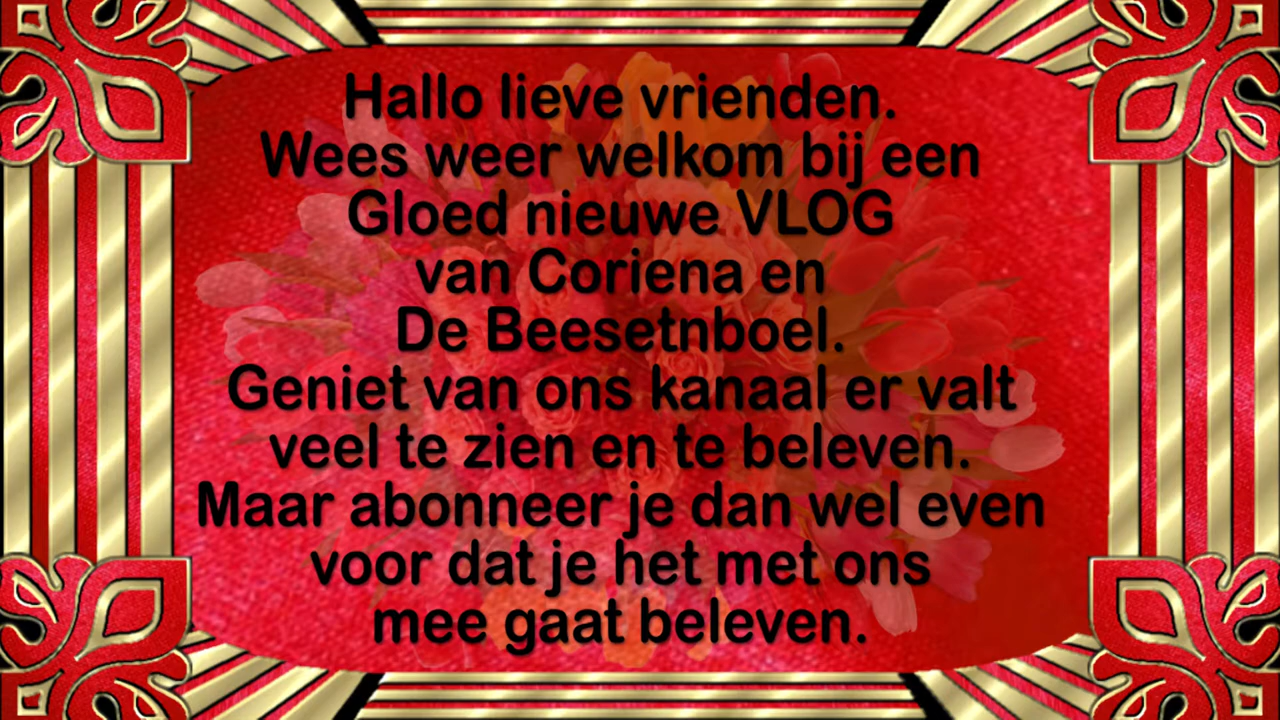 Hallo lieve vrienden.
Wees weer welkom bij een
Gloed nieuwe VLOG
van Coriena en
De Beesetnboel.
Geniet van ons kanaal er valt
veel te zien en te beleven.
Maar abonneer je dan wel even
voor dat je het met ons
mee gaat beleven.